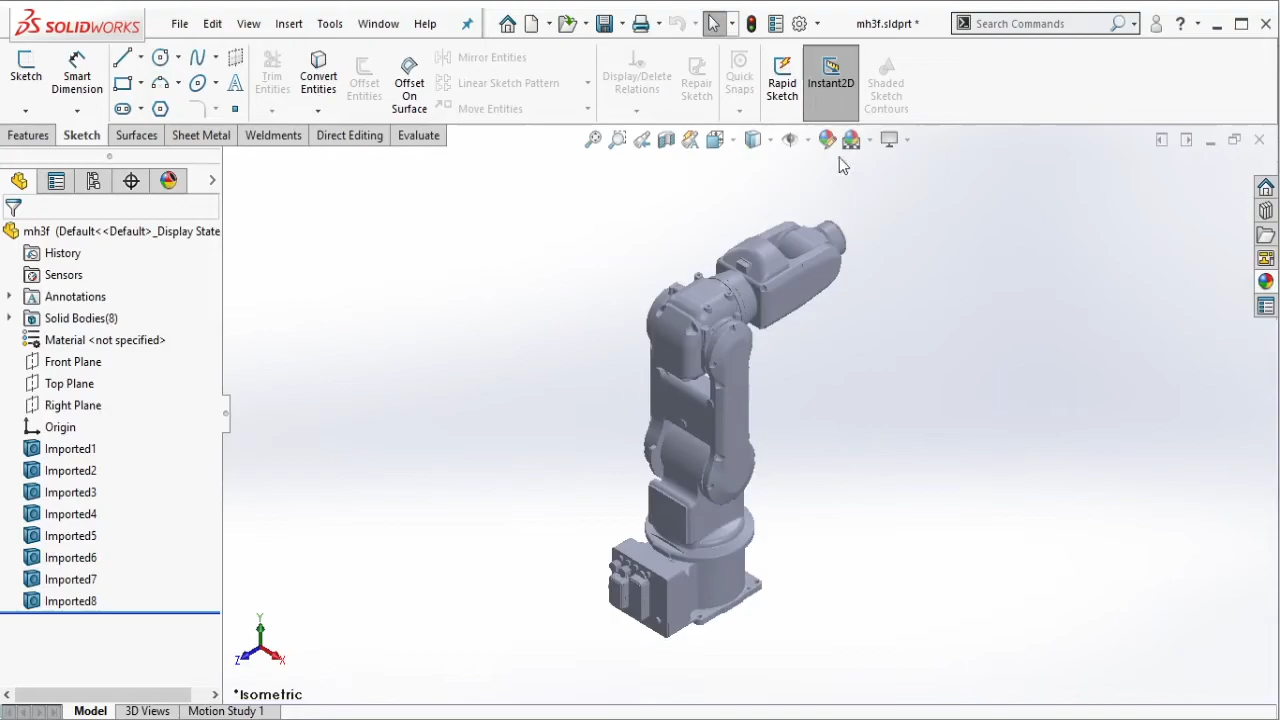 SOLIDWORKS
File Edit View Insert Tools Window Help
mh3f.sldprt *
Search Commands
?
Sketch
Smart Dimension
Trim Entities
Convert Entities
Offset Entities
Offset On Surface
Mirror Entities
Linear Sketch Pattern
Move Entities
Display/Delete Relations
Repair Sketch
Quick Snaps
Rapid Sketch
Instant2D
Shaded Sketch Contours
Features Sketch Surfaces Sheet Metal Weldments Direct Editing Evaluate
mh3f (Default<<Default>_Display State
History
Sensors
Annotations
Solid Bodies(8)
Material <not specified>
Front Plane
Top Plane
Right Plane
Origin
Imported1
Imported2
Imported3
Imported4
Imported5
Imported6
Imported7
Imported8
Y
Z X
*Isometric
Model 3D Views Motion Study 1